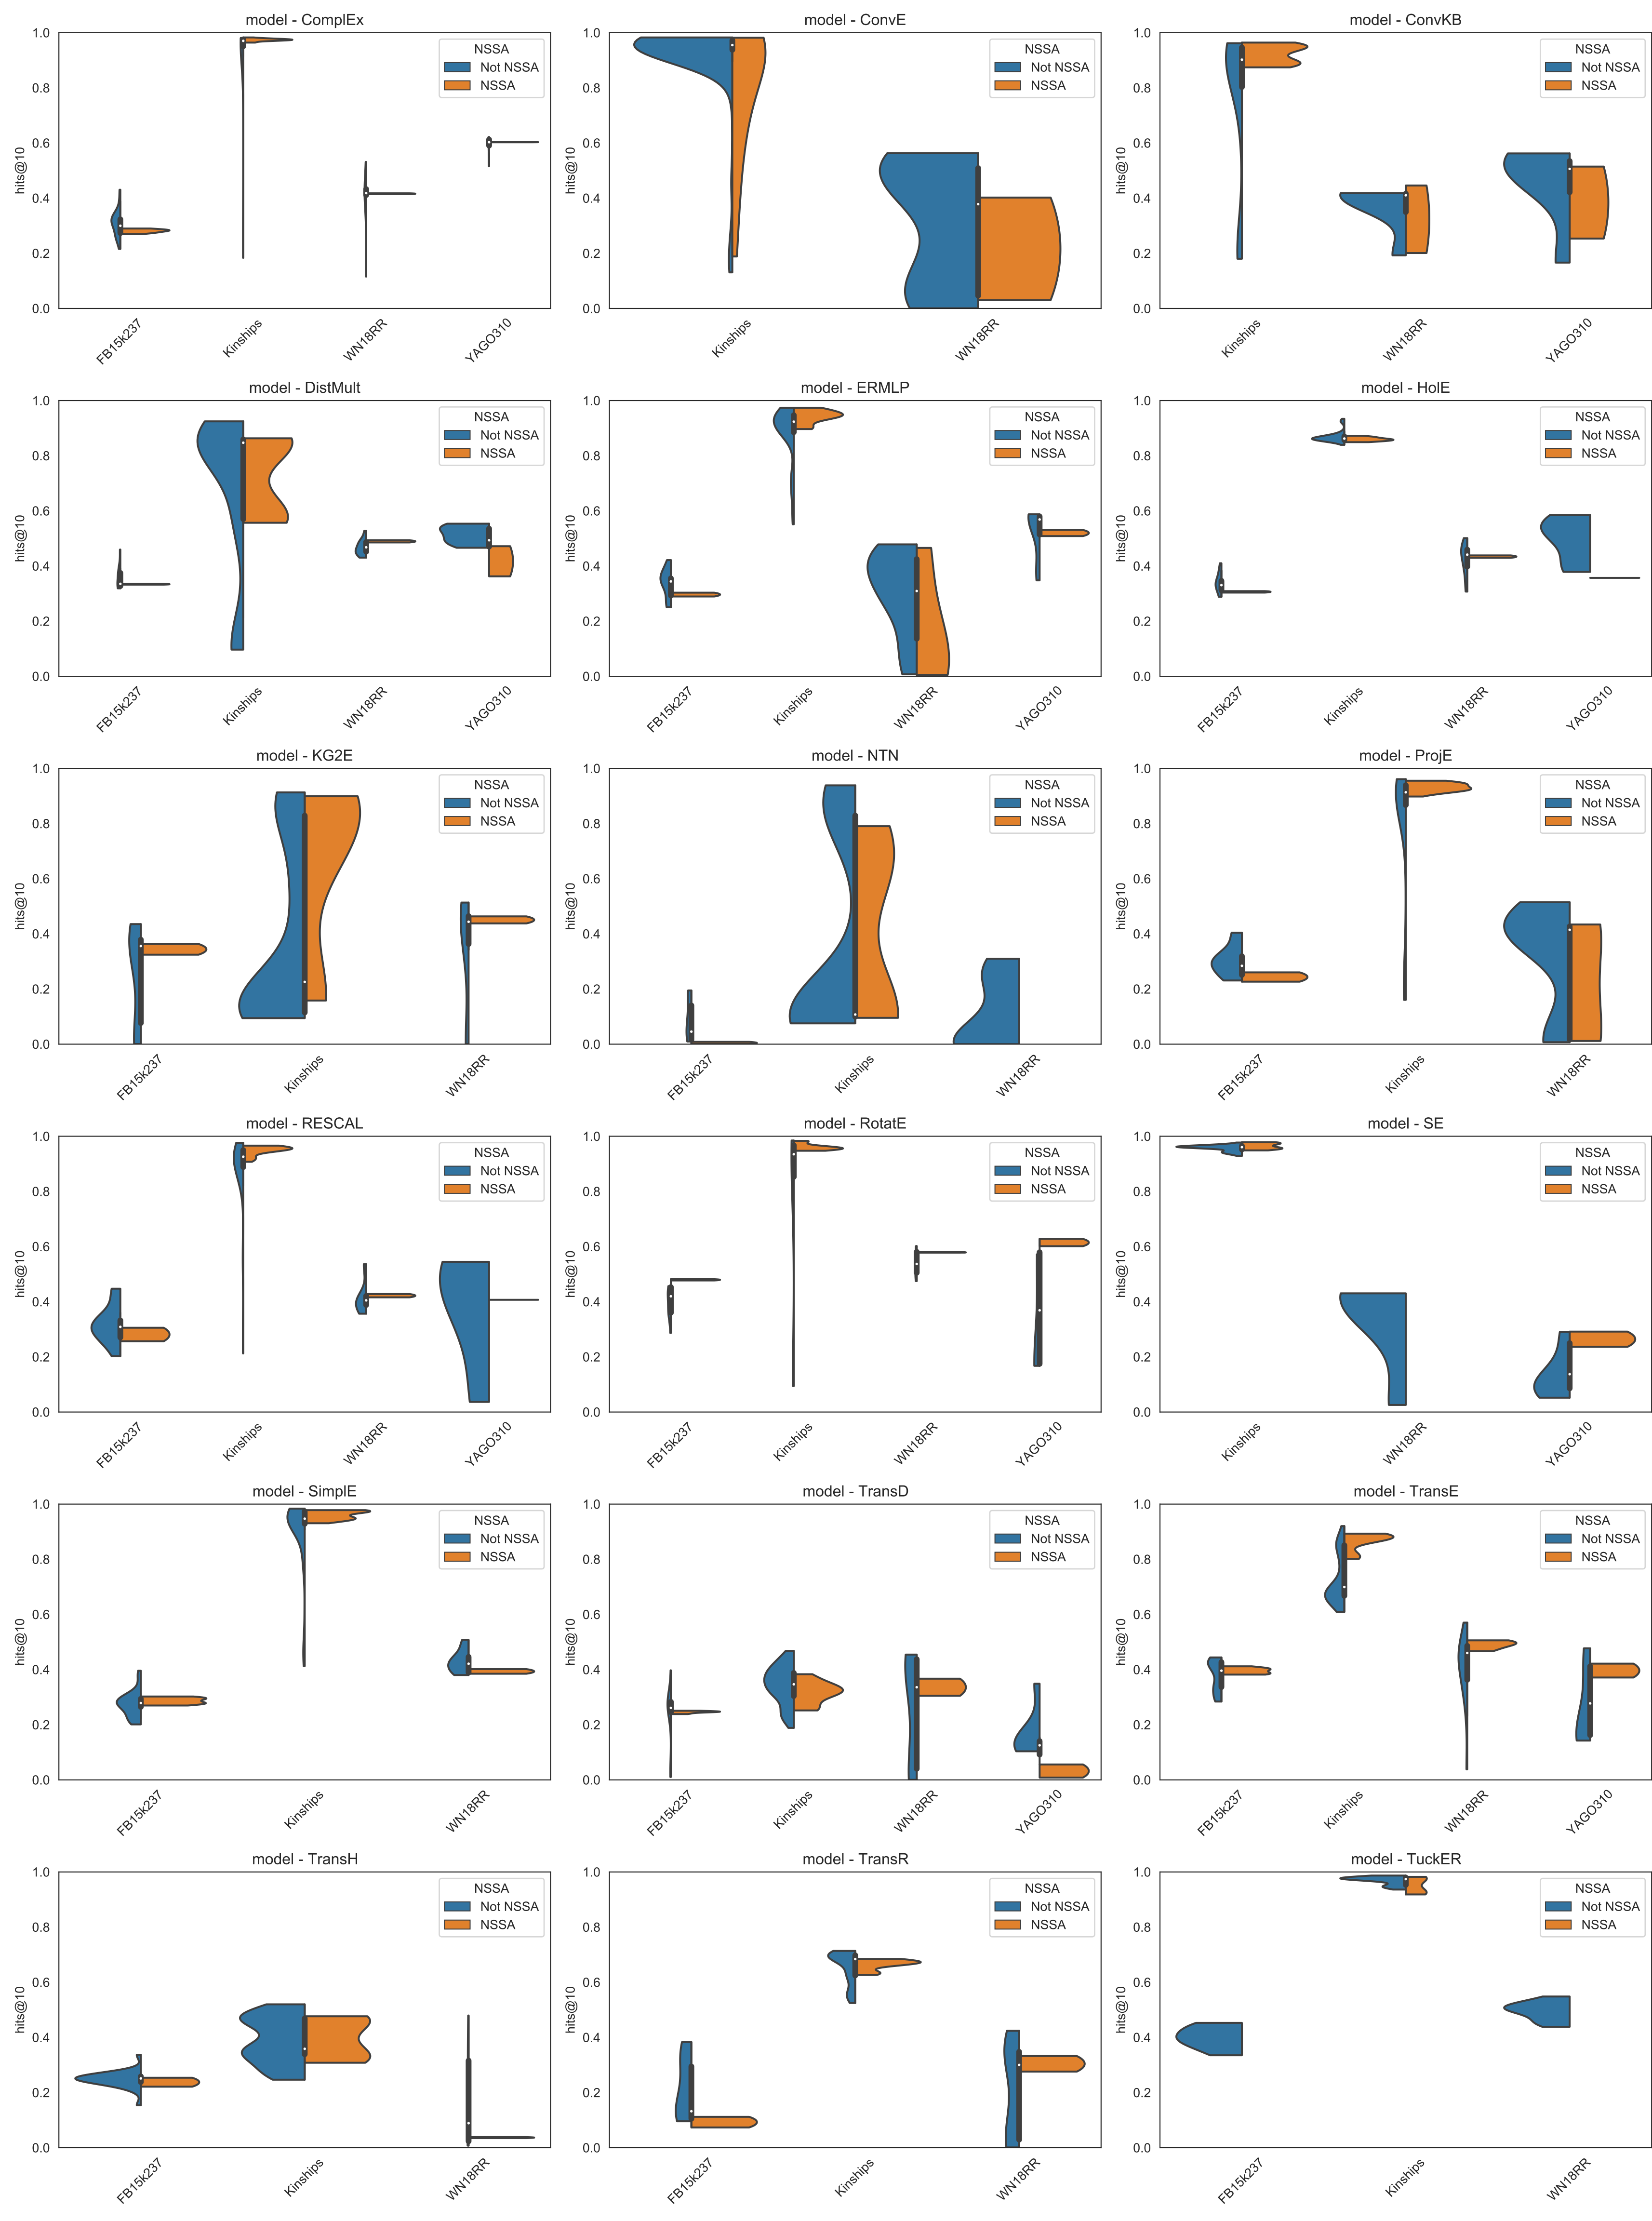 model - ComplEx
hits@10
1.0
0.8
0.6
0.4
0.2
0.0
NSSA
Not NSSA
NSSA
FB15k237
Kinships
WN18RR
YAGO310
model - ConvE
hits@10
1.0
0.8
0.6
0.4
0.2
0.0
NSSA
Not NSSA
NSSA
Kinships
WN18RR
model - ConvKB
hits@10
1.0
0.8
0.6
0.4
0.2
0.0
NSSA
Not NSSA
NSSA
Kinships
WN18RR
YAGO310
model - DistMult
hits@10
1.0
0.8
0.6
0.4
0.2
0.0
NSSA
Not NSSA
NSSA
FB15k237
Kinships
WN18RR
YAGO310
model - ERMLP
hits@10
1.0
0.8
0.6
0.4
0.2
0.0
NSSA
Not NSSA
NSSA
FB15k237
Kinships
WN18RR
YAGO310
model - HolE
hits@10
1.0
0.8
0.6
0.4
0.2
0.0
NSSA
Not NSSA
NSSA
FB15k237
Kinships
WN18RR
YAGO310
model - KG2E
hits@10
1.0
0.8
0.6
0.4
0.2
0.0
NSSA
Not NSSA
NSSA
FB15k237
Kinships
WN18RR
model - NTN
hits@10
1.0
0.8
0.6
0.4
0.2
0.0
NSSA
Not NSSA
NSSA
FB15k237
Kinships
WN18RR
model - ProjE
hits@10
1.0
0.8
0.6
0.4
0.2
0.0
NSSA
Not NSSA
NSSA
FB15k237
Kinships
WN18RR
model - RESCAL
hits@10
1.0
0.8
0.6
0.4
0.2
0.0
NSSA
Not NSSA
NSSA
FB15k237
Kinships
WN18RR
YAGO310
model - RotatE
hits@10
1.0
0.8
0.6
0.4
0.2
0.0
NSSA
Not NSSA
NSSA
FB15k237
Kinships
WN18RR
YAGO310
model - SE
hits@10
1.0
0.8
0.6
0.4
0.2
0.0
NSSA
Not NSSA
NSSA
Kinships
WN18RR
YAGO310
model - SimplE
hits@10
1.0
0.8
0.6
0.4
0.2
0.0
NSSA
Not NSSA
NSSA
FB15k237
Kinships
WN18RR
model - TransD
hits@10
1.0
0.8
0.6
0.4
0.2
0.0
NSSA
Not NSSA
NSSA
FB15k237
Kinships
WN18RR
YAGO310
model - TransE
hits@10
1.0
0.8
0.6
0.4
0.2
0.0
NSSA
Not NSSA
NSSA
FB15k237
Kinships
WN18RR
YAGO310
model - TransH
hits@10
1.0
0.8
0.6
0.4
0.2
0.0
NSSA
Not NSSA
NSSA
FB15k237
Kinships
WN18RR
model - TransR
hits@10
1.0
0.8
0.6
0.4
0.2
0.0
NSSA
Not NSSA
NSSA
FB15k237
Kinships
WN18RR
model - TuckER
hits@10
1.0
0.8
0.6
0.4
0.2
0.0
NSSA
Not NSSA
NSSA
FB15k237
Kinships
WN18RR